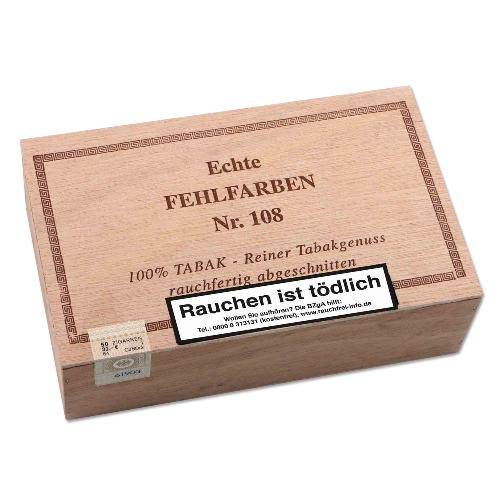 Echte
FEHLFARBEN
Nr. 108
100% TABAK - Reiner Tabakgenuss
rauchfertig abgeschnitten
Rauchen ist tödlich
Wollen Sie aufhören? Die BZgA hilft:
Tel.: 0800 8 313131 (kostenfrei), www.rauchfrei-info.de
50